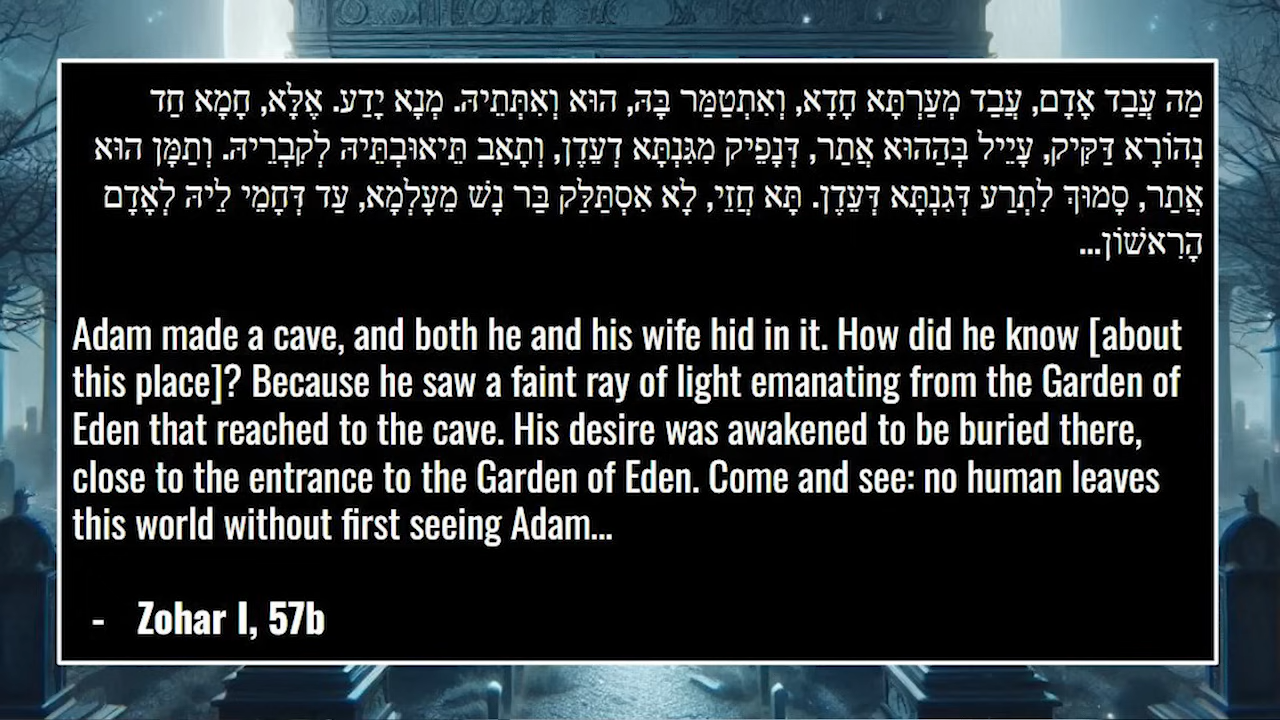 מַה עֲבַד אָדָם, עֲבַד מְעַרְתָּא חָדָא, וְאִתְטַמַּר בָּהּ, הוּא וְאִתְּתֵיהּ. מְנָא יָדַע. אֶלָּא, חָמָא חַד
נְהוֹרָא דַּקִּיק, עָיֵיל בְּהַהוּא אֲתַר, דְּנָפִיק מִגִּנְתָּא דְעֵדֶן, וְתָאַב תֵּיאוּבְתֵּיהּ לְקִבְרֵיהּ. וְתַמָּן הוּא
אֲתַר, סָמוּךְ לִתְרַע דְּגִנְתָּא דְּעֵדֶן. תָּא חֲזֵי, לָא אִסְתַּלַּק בַּר נָשׁ מֵעָלְמָא, עַד דְּחָמֵי לֵיהּ לְאָדָם
הָרִאשׁוֹן...
Adam made a cave, and both he and his wife hid in it. How did he know [about
this place]? Because he saw a faint ray of light emanating from the Garden of
Eden that reached to the cave. His desire was awakened to be buried there,
close to the entrance to the Garden of Eden. Come and see: no human leaves
this world without first seeing Adam...
- Zohar I, 57b